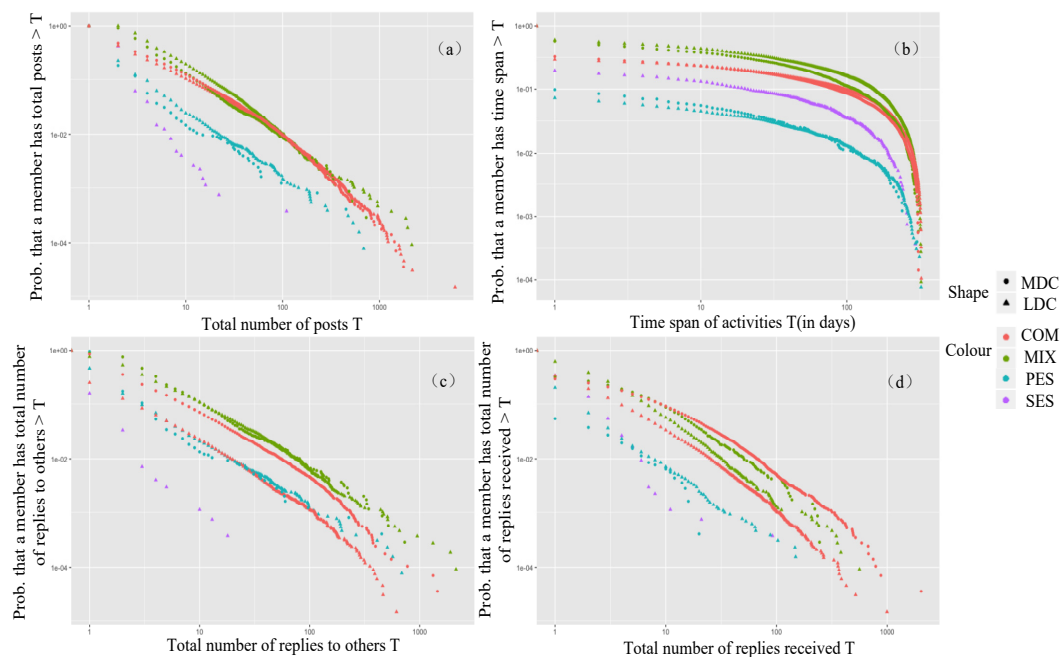 Prob. that a member has total posts > T
1e+00
1e-02
1e-04
(a)
1
10
100
1000
Total number of posts T
Prob. that a member has time span > T
1e+00
1e-01
1e-02
1e-03
1e-04
(b)
1
10
100
Time span of activities T(in days)
Prob. that a member has total number
of replies to others > T
1e+00
1e-02
1e-04
(c)
1
10
100
1000
Total number of replies to others T
Prob. that a member has total number
of replies received > T
1e+00
1e-02
1e-04
(d)
1
10
100
1000
Total number of replies received T
Shape
MDC
LDC
Colour
COM
MIX
PES
SES